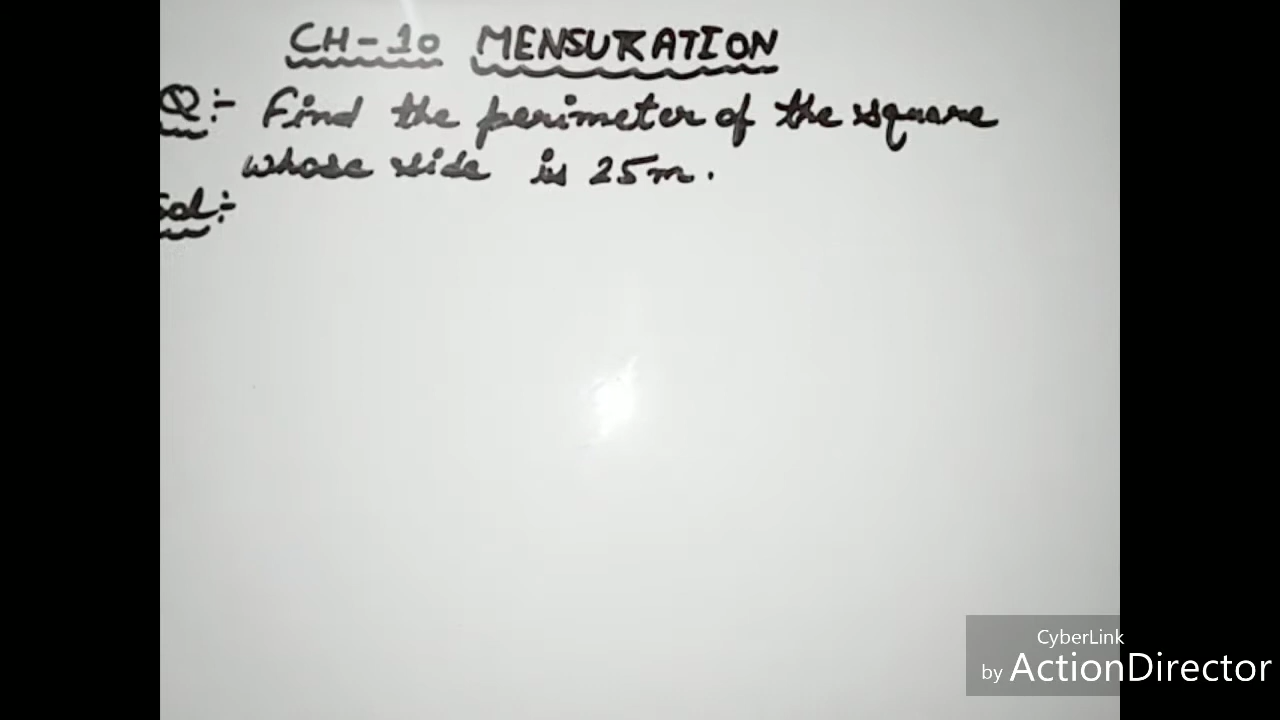 CH-10 MENSURATION
Q:- Find the perimeter of the square
whose side is 25m.
Sol:-
CyberLink
by ActionDirector